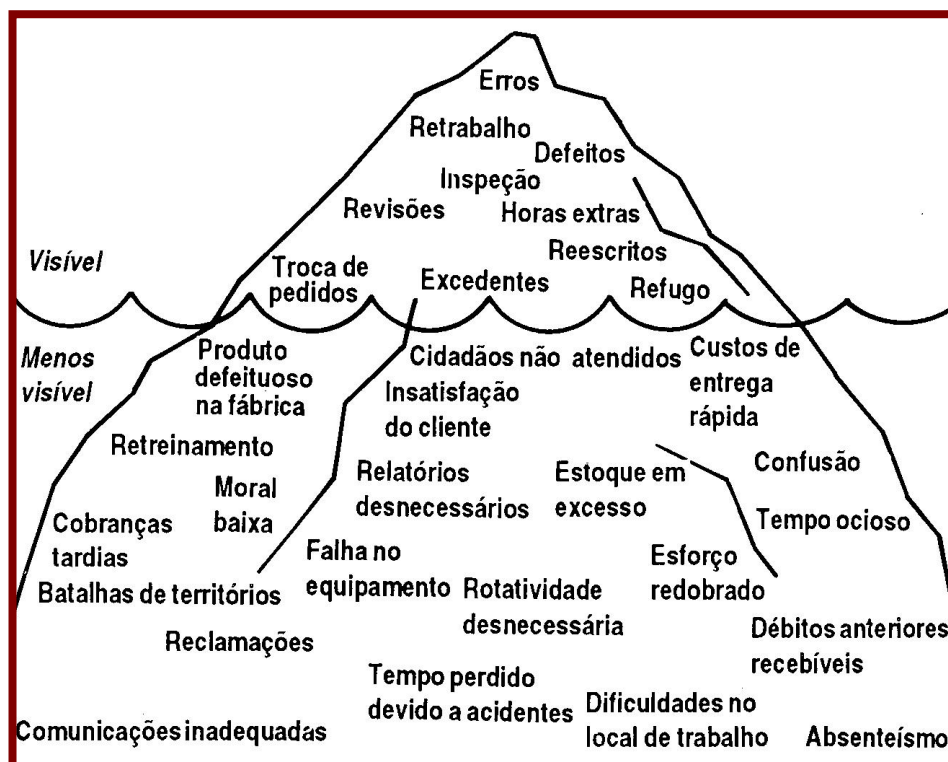 Erros
Retrabalho
Defeitos
Inspeção
Revisões
Horas extras
Reescritos
Visível
Troca de
pedidos
Excedentes
Refugo
Menos
visível
Produto
defeituoso
na fábrica
Cidadãos não atendidos
Custos de
entrega
rápida
Insatisfação
do cliente
Retreinamento
Moral
baixa
Relatórios
desnecessários
Estoque em
excesso
Confusão
Tempo ocioso
Cobranças
tardias
Falha no
equipamento
Esforço
redobrado
Batalhas de territórios
Rotatividade
desnecessária
Reclamações
Débitos anteriores
recebíveis
Tempo perdido
devido a acidentes
Dificuldades no
local de trabalho
Comunicações inadequadas
Absenteísmo